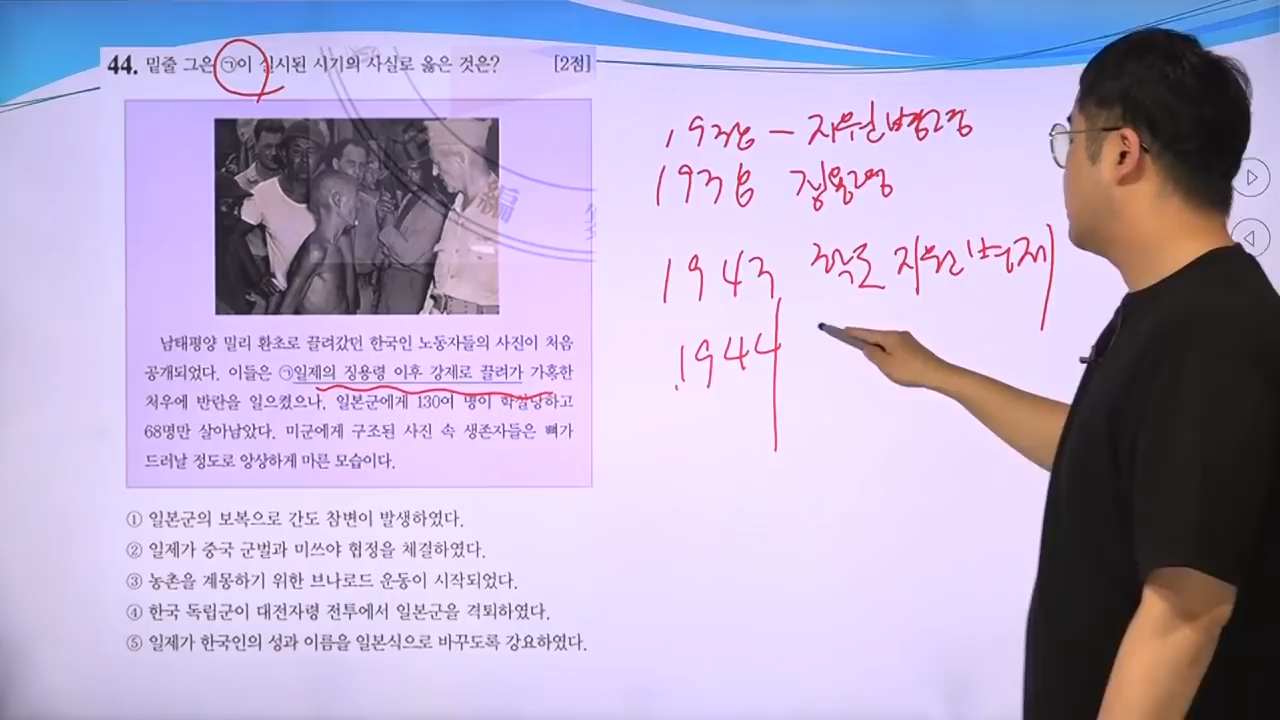 44. 밑줄 그은 ㉠이 실시된 시기의 사실로 옳은 것은? [2점]
남태평양 밀리 환초로 끌려갔던 한국인 노동자들의 사진이 처음
공개되었다. 이들은 ㉠일제의 징용령 이후 강제로 끌려가 가혹한
처우에 반란을 일으켰으나, 일본군에게 130여 명이 학살당하고
68명만 살아남았다. 미군에게 구조된 사진 속 생존자들은 뼈가
드러날 정도로 앙상하게 마른 모습이다.
① 일본군의 보복으로 간도 참변이 발생하였다.
② 일제가 중국 군벌과 미쓰야 협정을 체결하였다.
③ 농촌을 계몽하기 위한 브나로드 운동이 시작되었다.
④ 한국 독립군이 대전자령 전투에서 일본군을 격퇴하였다.
⑤ 일제가 한국인의 성과 이름을 일본식으로 바꾸도록 강요하였다.
1938 - 지원병령
1938 징용령
1943 학도 지원병제
1944
編